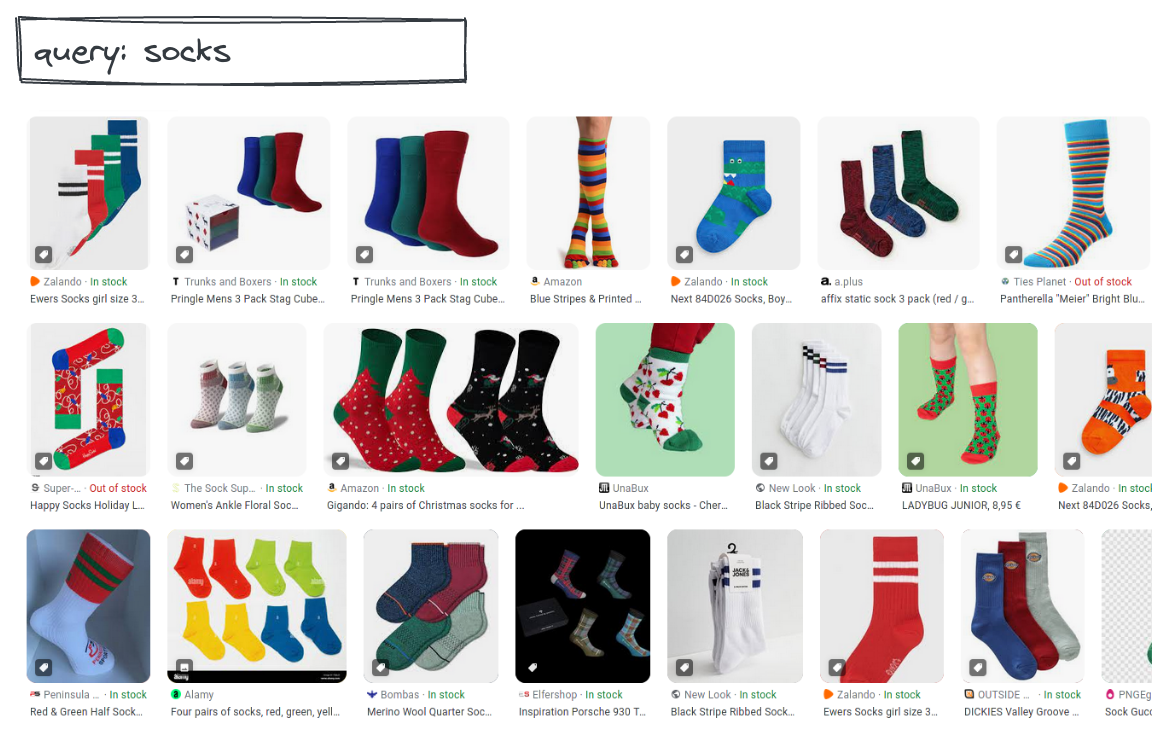 query: socks
Zalando · In stock
Ewers Socks girl size 3...
Trunks and Boxers · In stock
Pringle Mens 3 Pack Stag Cube...
Trunks and Boxers · In stock
Pringle Mens 3 Pack Stag Cube...
Amazon
Blue Stripes & Printed ...
Zalando · In stock
Next 84D026 Socks, Boy...
a.plus
affix static sock 3 pack (red / g...
Ties Planet · Out of stock
Pantherella "Meier" Bright Blu...
Super-... · Out of stock
Happy Socks Holiday L...
The Sock Sup... · In stock
Women's Ankle Floral Soc...
Amazon · In stock
Gigando: 4 pairs of Christmas socks for ...
UnaBux
UnaBux baby socks - Cher...
New Look · In stock
Black Stripe Ribbed Soc...
UnaBux · In stock
LADYBUG JUNIOR, 8,95 €
Zalando · In stock
Next 84D026 Socks,
Peninsula ... · In stock
Red & Green Half Sock...
alamy
Alamy
Four pairs of socks, red, green, yell...
Bombas · In stock
Merino Wool Quarter Soc...
Elfershop · In stock
Inspiration Porsche 930 T...
JACK&JONES
New Look · In stock
Black Stripe Ribbed Sock...
Zalando · In stock
Ewers Socks girl size 3...
OUTSIDE ... · In stock
DICKIES Valley Groove ...
PNGEg
Sock Gucc